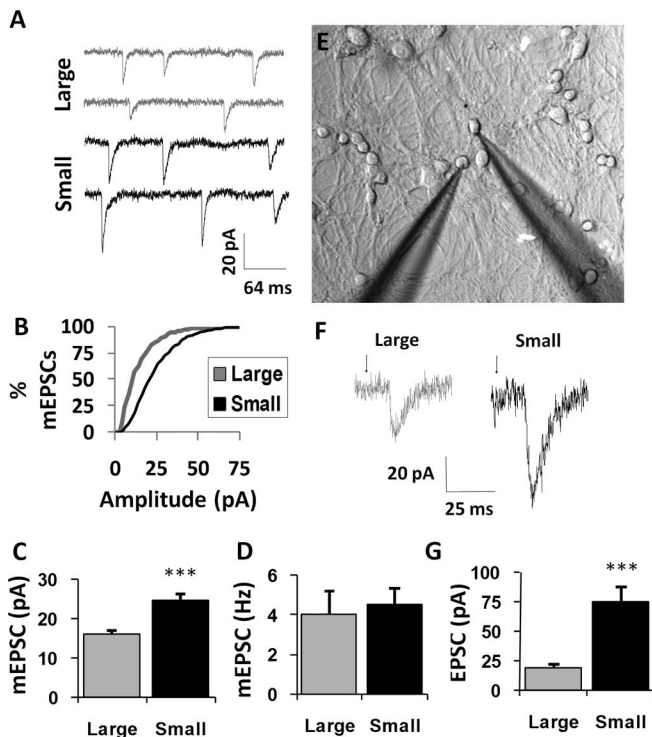 A
Large
Small
20 pA
64 ms
B
% mEPSCs
100
75
50
25
0
Large
Small
0 25 50 75
Amplitude (pA)
C
mEPSC (pA)
30
20
10
0
***
Large Small
D
mEPSC (Hz)
6
4
2
0
Large Small
E
F
Large Small
20 pA
25 ms
G
EPSC (pA)
100
75
50
25
0
***
Large Small